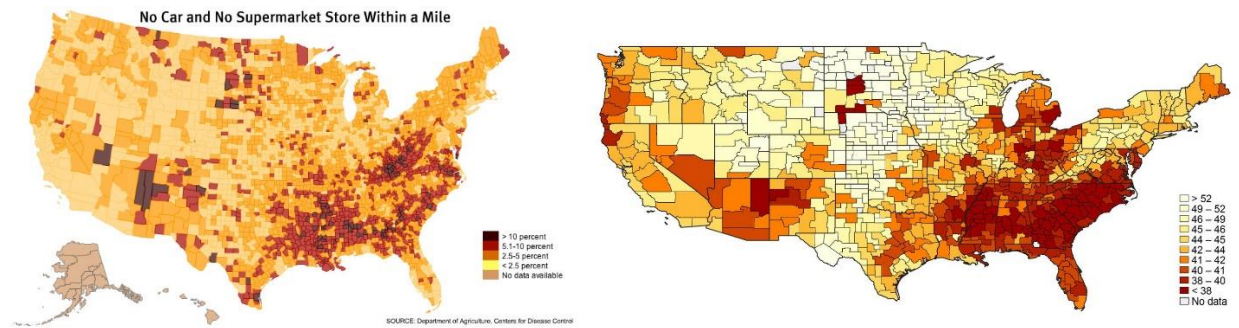 No Car and No Supermarket Store Within a Mile
> 10 percent
5.1-10 percent
2.5-5 percent
< 2.5 percent
No data available
SOURCE: Department of Agriculture, Centers for Disease Control
> 52
49 – 52
46 – 49
45 – 46
44 – 45
42 – 44
41 – 42
40 – 41
38 – 40
< 38
No data